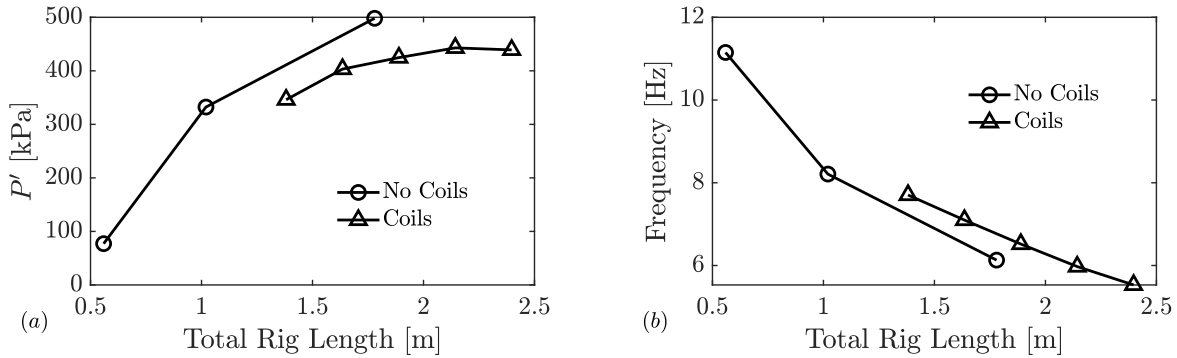 500
400
300
200
100
0
P′ [kPa]
No Coils
Coils
0.5 1 1.5 2 2.5
(a) Total Rig Length [m]
12
10
8
6
Frequency [Hz]
No Coils
Coils
0.5 1 1.5 2 2.5
(b) Total Rig Length [m]